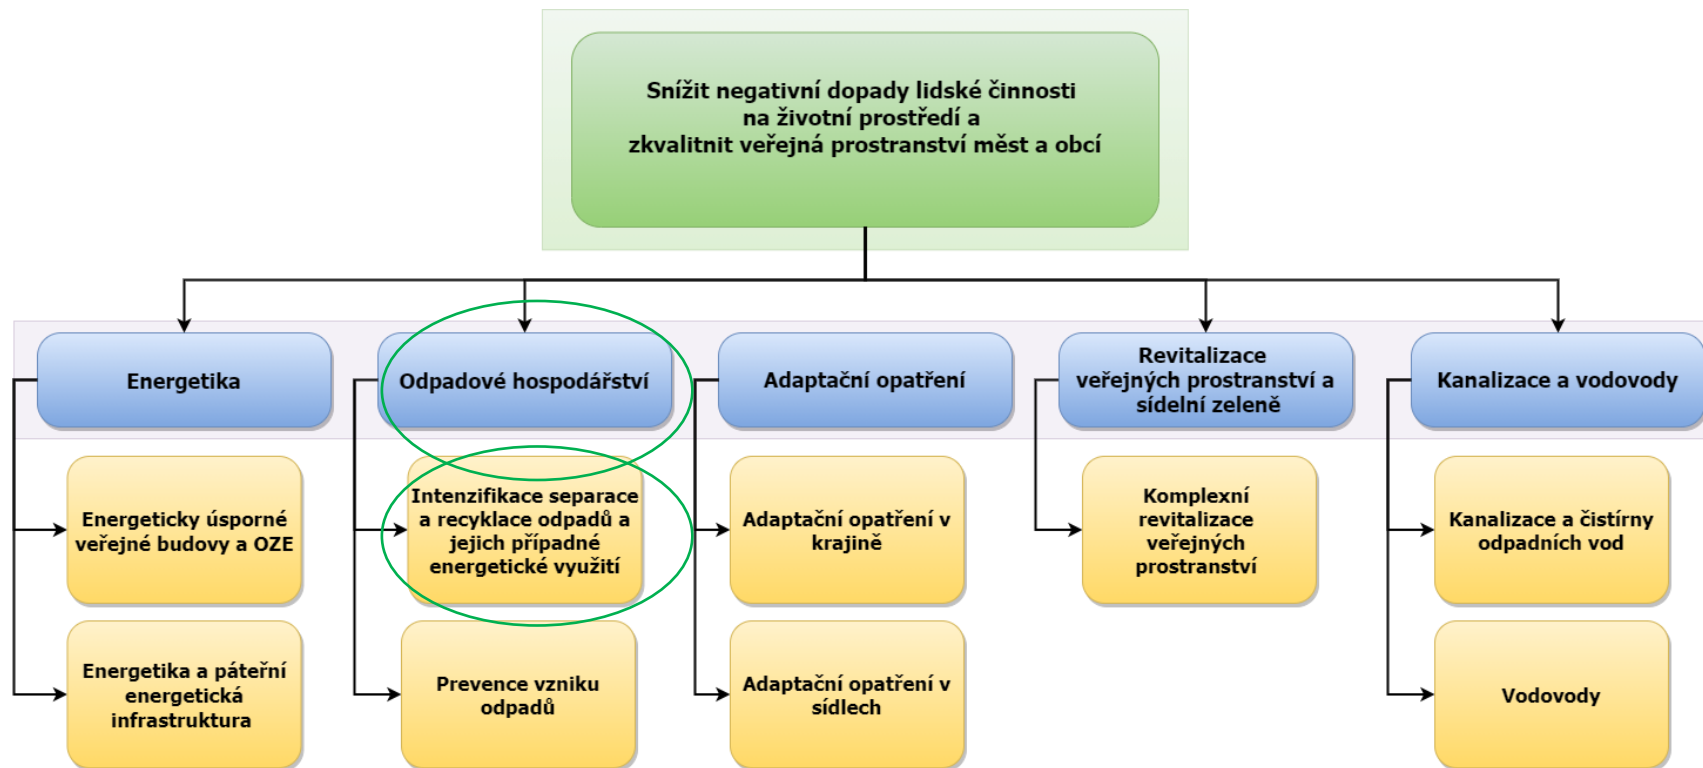 Snížit negativní dopady lidské činnosti
na životní prostředí a
zkvalitnit veřejná prostranství měst a obcí
Energetika
Odpadové hospodářství
Adaptační opatření
Revitalizace
veřejných prostranství a
sídelní zeleně
Kanalizace a vodovody
Energeticky úsporné
veřejné budovy a OZE
Intenzifikace separace
a recyklace odpadů a
jejich případné
energetické využití
Adaptační opatření v
krajině
Komplexní
revitalizace
veřejných
prostranství
Kanalizace a čistírny
odpadních vod
Energetika a páteřní
energetická
infrastruktura
Prevence vzniku
odpadů
Adaptační opatření v
sídlech
Vodovody